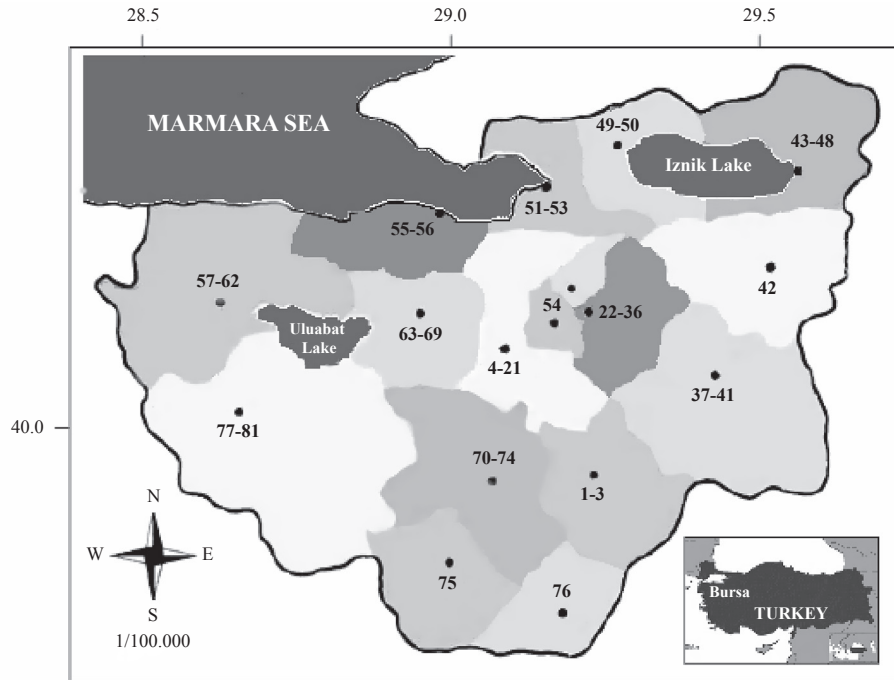 28.5 29.0 29.5
MARMARA SEA
49-50
43-48
Iznik Lake
51-53
55-56
57-62
42
54
22-36
Uluabat
Lake
63-69
4-21
37-41
40.0
77-81
70-74
1-3
N
W E
S
1/100.000
75
76
Bursa
TURKEY